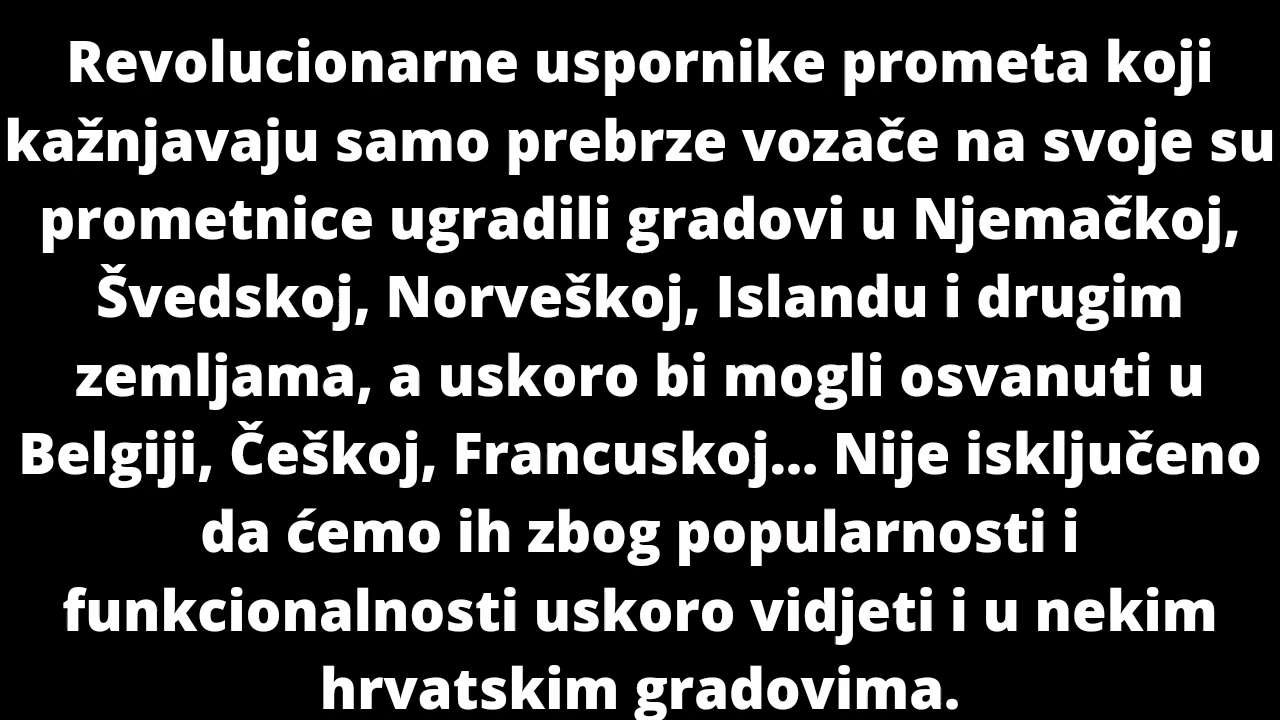 Revolucionarne uspornike prometa koji
kažnjavaju samo prebrze vozače na svoje su
prometnice ugradili gradovi u Njemačkoj,
Švedskoj, Norveškoj, Islandu i drugim
zemljama, a uskoro bi mogli osvanuti u
Belgiji, Češkoj, Francuskoj... Nije isključeno
da ćemo ih zbog popularnosti i
funkcionalnosti uskoro vidjeti i u nekim
hrvatskim gradovima.